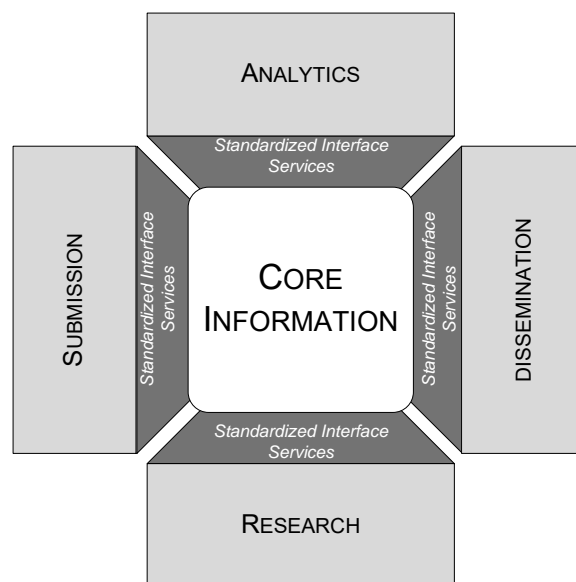 ANALYTICS
Standardized Interface
Services
SUBMISSION
Standardized Interface
Services
CORE
INFORMATION
Standardized Interface
Services
DISSEMINATION
Standardized Interface
Services
RESEARCH